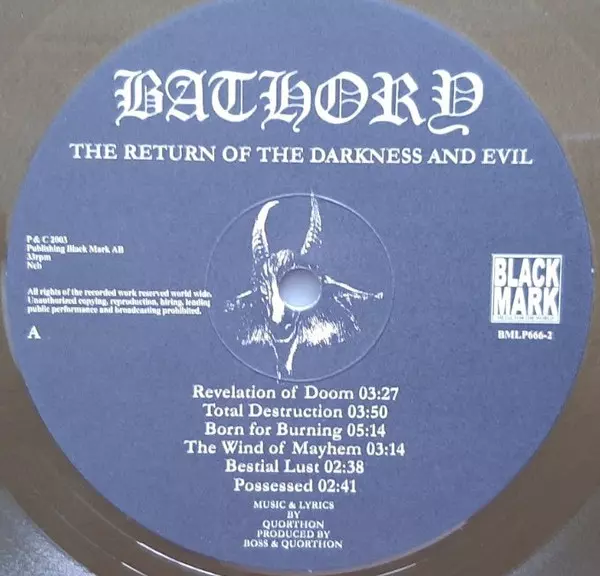 BATHORY
THE RETURN OF THE DARKNESS AND EVIL
P & C 2003
Publishing Black Mark AB
33rpm
Ncb
All rights of the recorded work reserved world wide.
Unauthorized copying, reproduction, hiring, lending
public performance and broadcasting prohibited.
A
BLACK
MARK
BMLP666-2
Revelation of Doom 03:27
Total Destruction 03:50
Born for Burning 05:14
The Wind of Mayhem 03:14
Bestial Lust 02:38
Possessed 02:41
MUSIC & LYRICS
BY
QUORTHON
PRODUCED BY
BOSS & QUORTHON